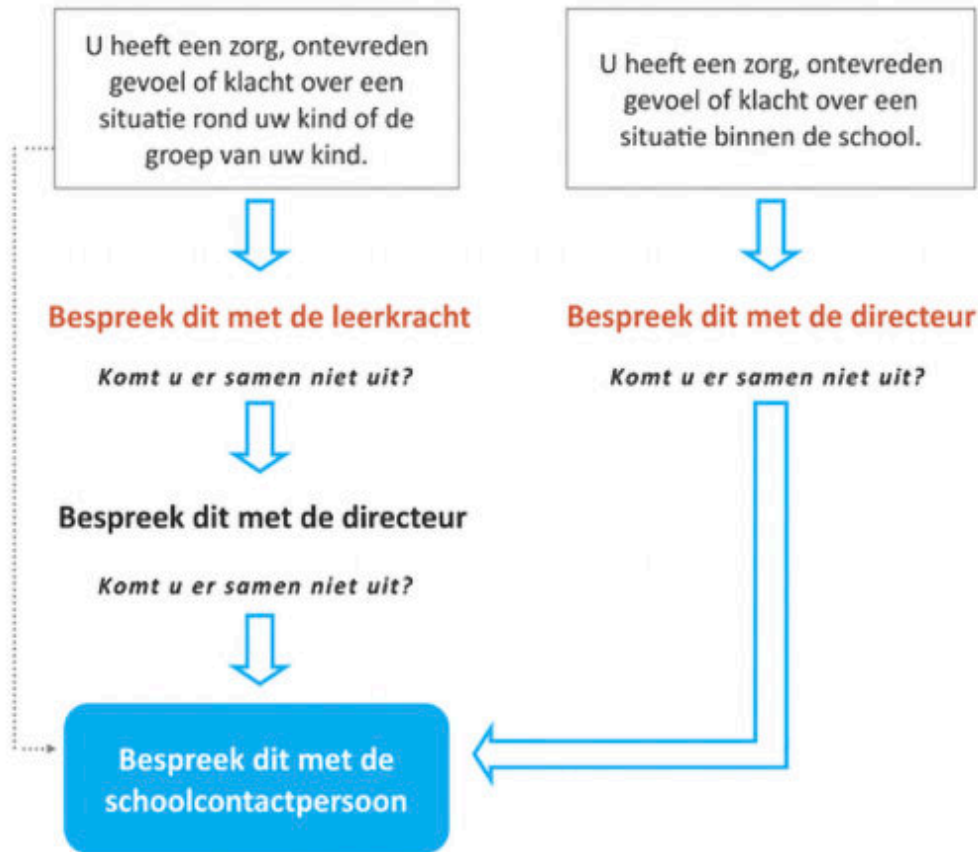 U heeft een zorg, ontevreden
gevoel of klacht over een
situatie rond uw kind of de
groep van uw kind.
Bespreek dit met de leerkracht
Komt u er samen niet uit?
Bespreek dit met de directeur
Komt u er samen niet uit?
U heeft een zorg, ontevreden
gevoel of klacht over een
situatie binnen de school.
Bespreek dit met de directeur
Komt u er samen niet uit?
Bespreek dit met de
schoolcontactpersoon